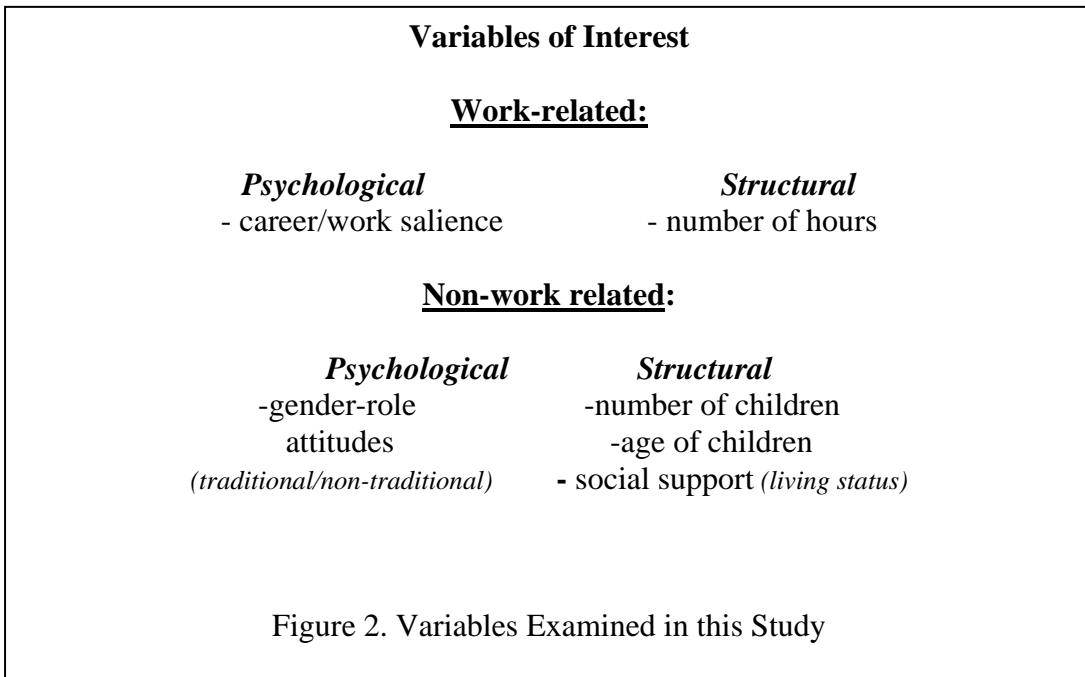 Variables of Interest
Work-related:
Psychological Structural
- career/work salience - number of hours
Non-work related:
Psychological Structural
-gender-role -number of children
attitudes -age of children
(traditional/non-traditional) - social support (living status)
Figure 2. Variables Examined in this Study